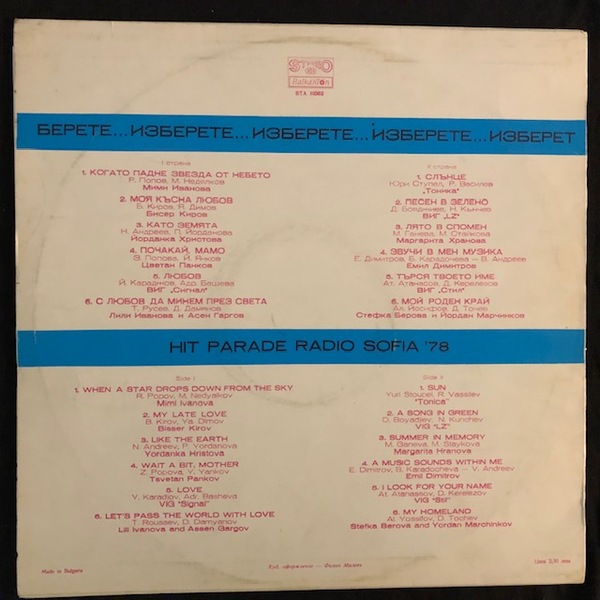 STEREO
Balkanton
BTA
БЕРЕТЕ... ИЗБЕРЕТЕ... ИЗБЕРЕТЕ... ИЗБЕРЕТЕ... ИЗБЕРЕТ
I страна
1. КОГАТО ПАДНЕ ЗВЕЗДА ОТ НЕБЕТО
Р. Попов, М. Неделков
Мими Иванова
2. МОЯ КЪСНА ЛЮБОВ
Б. Киров, Я. Димов
Бисер Киров
3. КАТО ЗЕМЯТА
Н. Андреев, П. Йорданова
Йорданка Христова
4. ПОЧАКАЙ, МАМО
З. Попова, Й. Янков
Цветан Панков
5. ЛЮБОВ
Й. Караджов, Адр. Башева
ВИГ „Сигнал"
6. С ЛЮБОВ ДА МИНЕМ ПРЕЗ СВЕТА
Т. Русев, Д. Дамянов
Лили Иванова и Асен Гаргов
II страна
1. СЛЪНЦЕ
Юри Ступел, Р. Василев
„Тоника"
2. ПЕСЕН В ЗЕЛЕНО
Д. Бояджиев, Н. Кънчев
ВИГ „LZ"
3. ЛЯТО В СПОМЕН
М. Ганева, М. Стайкова
Маргарита Хранова
4. ЗВУЧИ В МЕН МУЗИКА
Е. Димитров, Б. Карадочева — В. Андреев
Емил Димитров
5. ТЪРСЯ ТВОЕТО ИМЕ
Ат. Атанасов, Д. Керелезов
ВИГ „Стил"
6. МОЙ РОДЕН КРАЙ
Ал. Йосифов, Д. Точев
Стефка Берова и Йордан Марчинков
HIT PARADE RADIO SOFIA '78
Side I
1. WHEN A STAR DROPS DOWN FROM THE SKY
R. Popov, M. Nedyalkov
Mimi Ivanova
2. MY LATE LOVE
B. Kirov, Ya. Dimov
Bisser Kirov
3. LIKE THE EARTH
N. Andreev, P. Yordanova
Yordanka Hristova
4. WAIT A BIT, MOTHER
Z. Popova, Y. Yankov
Tsvetan Pankov
5. LOVE
Y. Karadjov, Adr. Basheva
VIG "Signal"
6. LET'S PASS THE WORLD WITH LOVE
T. Roussev, D. Damyanov
Lili Ivanova and Assen Gargov
Side II
1. SUN
Yuri Stoupel, R. Vassilev
"Tonica"
2. A SONG IN GREEN
D. Boyadjiev, N. Kunchev
VIG "LZ"
3. SUMMER IN MEMORY
M. Ganeva, M. Staykova
Margarita Hranova
4. A MUSIC SOUNDS WITHIN ME
E. Dimitrov, B. Karadocheva — V. Andreev
Emil Dimitrov
5. I LOOK FOR YOUR NAME
At. Atanassov, D. Kerelezov
VIG "Stil"
6. MY HOMELAND
Al. Yossifov, D. Tochev
Stefka Berova and Yordan Marchinkov
Made in Bulgaria
Худ. оформление — Филип Малеев
Цена 3,30 лева